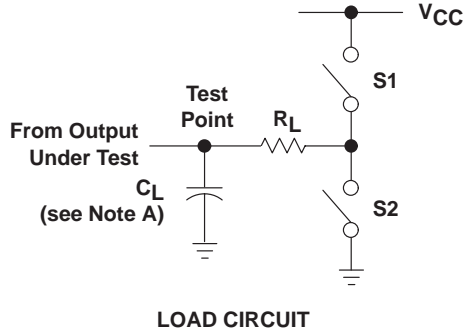 VCC
S1
Test
Point
RL
From Output
Under Test
CL
(see Note A)
S2
LOAD CIRCUIT